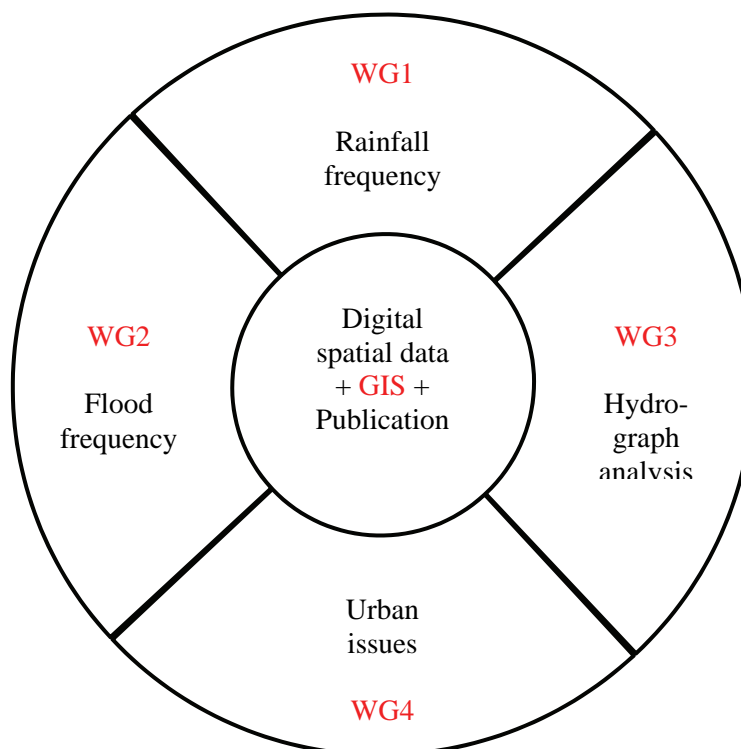 WG1
Rainfall
frequency
WG2
Flood
frequency
Digital
spatial data
+ GIS +
Publication
WG3
Hydro-
graph
analysis
Urban
issues
WG4